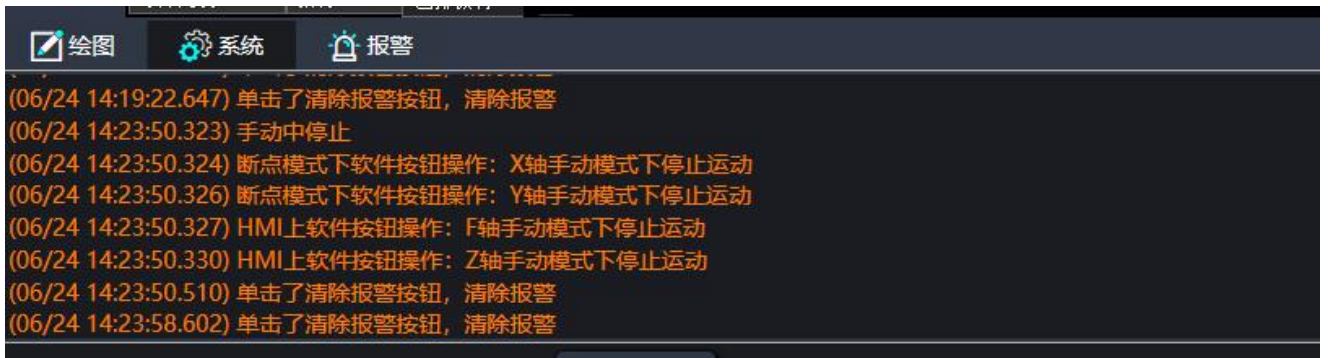 绘图
系统
报警
(06/24 14:19:22.647) 单击了清除报警按钮，清除报警
(06/24 14:23:50.323) 手动中停止
(06/24 14:23:50.324) 断点模式下软件按钮操作：X轴手动模式下停止运动
(06/24 14:23:50.326) 断点模式下软件按钮操作：Y轴手动模式下停止运动
(06/24 14:23:50.327) HMI上软件按钮操作：F轴手动模式下停止运动
(06/24 14:23:50.330) HMI上软件按钮操作：Z轴手动模式下停止运动
(06/24 14:23:50.510) 单击了清除报警按钮，清除报警
(06/24 14:23:58.602) 单击了清除报警按钮，清除报警